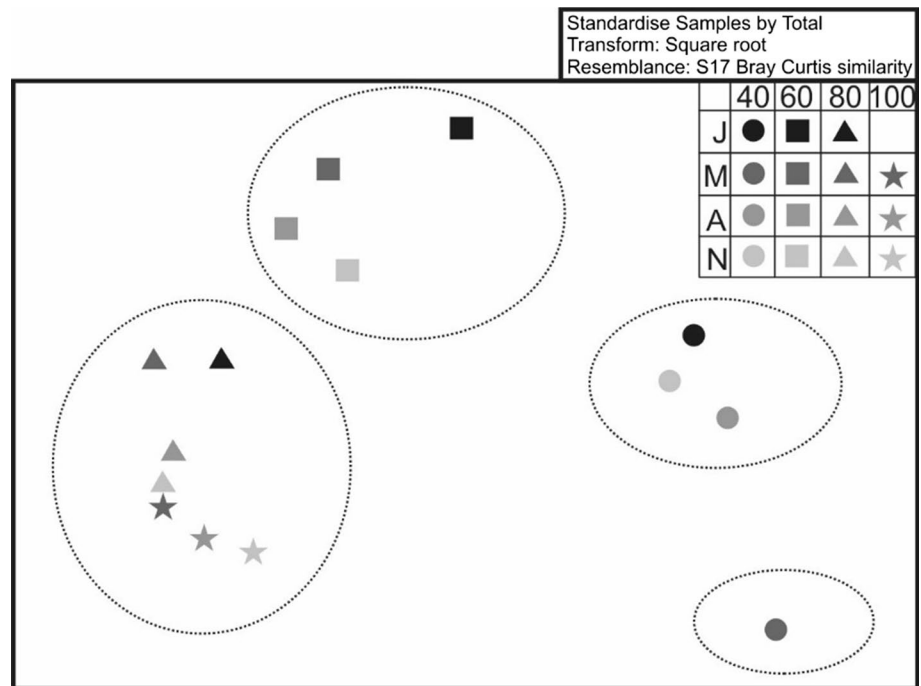 Standardise Samples by Total
Transform: Square root
Resemblance: S17 Bray Curtis similarity
40 60 80 100
J
M
A
N